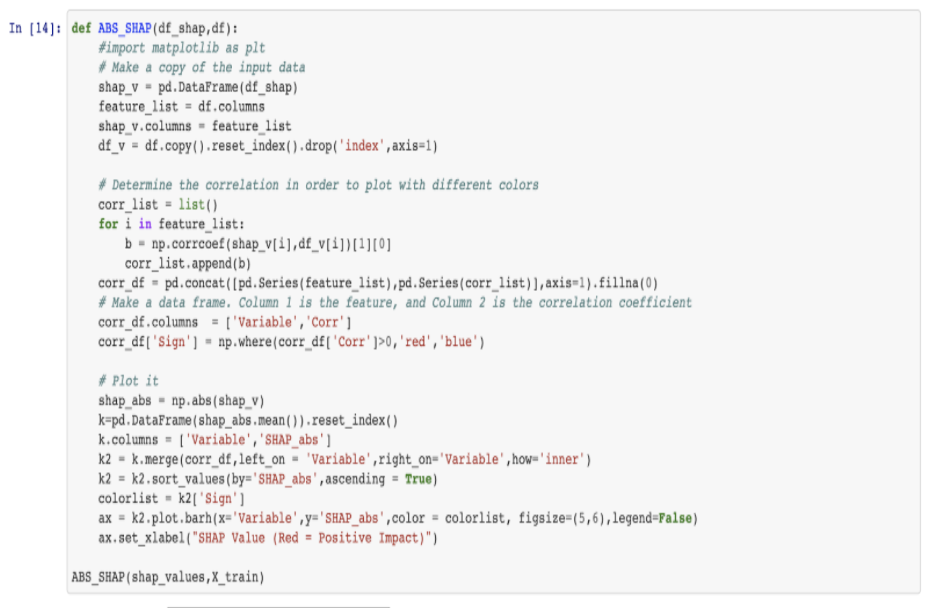 In [14]: def ABS_SHAP(df_shap,df):
    #import matplotlib as plt
    # Make a copy of the input data
    shap_v = pd.DataFrame(df_shap)
    feature_list = df.columns
    shap_v.columns = feature_list
    df_v = df.copy().reset_index().drop('index',axis=1)

    # Determine the correlation in order to plot with different colors
    corr_list = list()
    for i in feature_list:
        b = np.corrcoef(shap_v[i],df_v[i])[1][0]
        corr_list.append(b)
    corr_df = pd.concat([pd.Series(feature_list),pd.Series(corr_list)],axis=1).fillna(0)
    # Make a data frame. Column 1 is the feature, and Column 2 is the correlation coefficient
    corr_df.columns  = ['Variable','Corr']
    corr_df['Sign'] = np.where(corr_df['Corr']>0,'red','blue')

    # Plot it
    shap_abs = np.abs(shap_v)
    k=pd.DataFrame(shap_abs.mean()).reset_index()
    k.columns = ['Variable','SHAP_abs']
    k2 = k.merge(corr_df,left_on = 'Variable',right_on='Variable',how='inner')
    k2 = k2.sort_values(by='SHAP_abs',ascending = True)
    colorlist = k2['Sign']
    ax = k2.plot.barh(x='Variable',y='SHAP_abs',color = colorlist, figsize=(5,6),legend=False)
    ax.set_xlabel("SHAP Value (Red = Positive Impact)")

ABS_SHAP(shap_values,X_train)